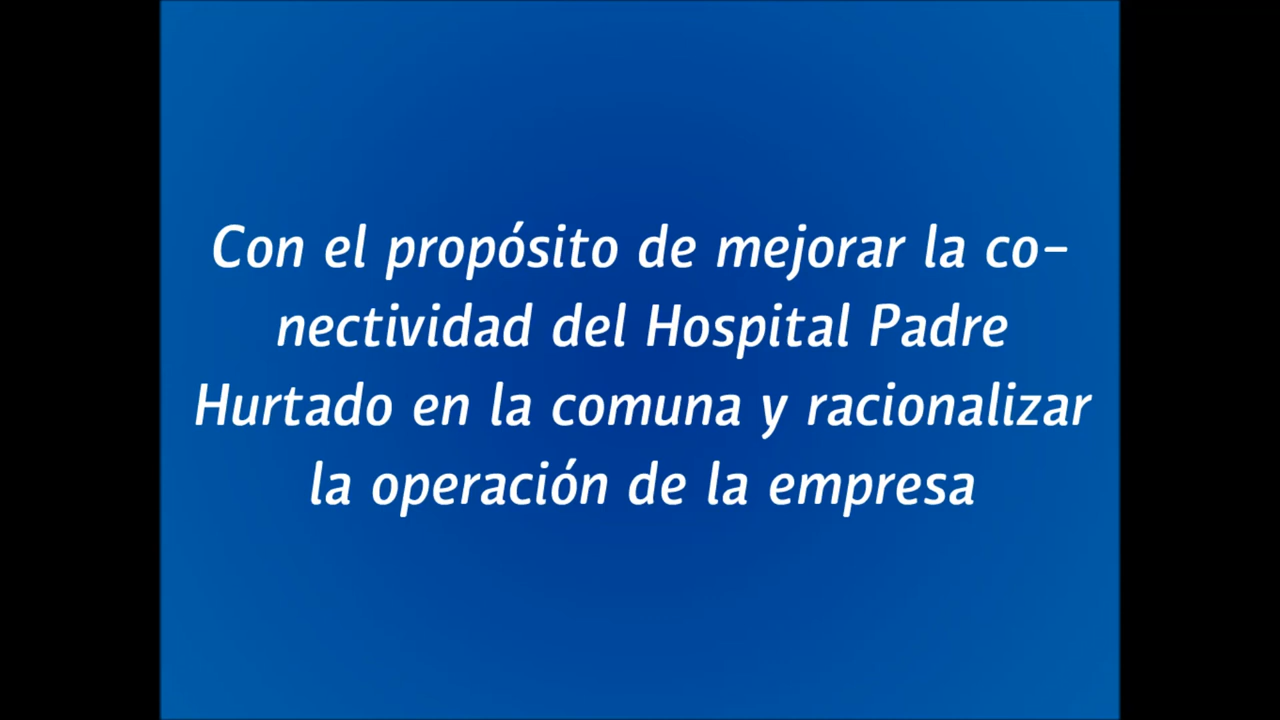 Con el propósito de mejorar la co-
nectividad del Hospital Padre
Hurtado en la comuna y racionalizar
la operación de la empresa